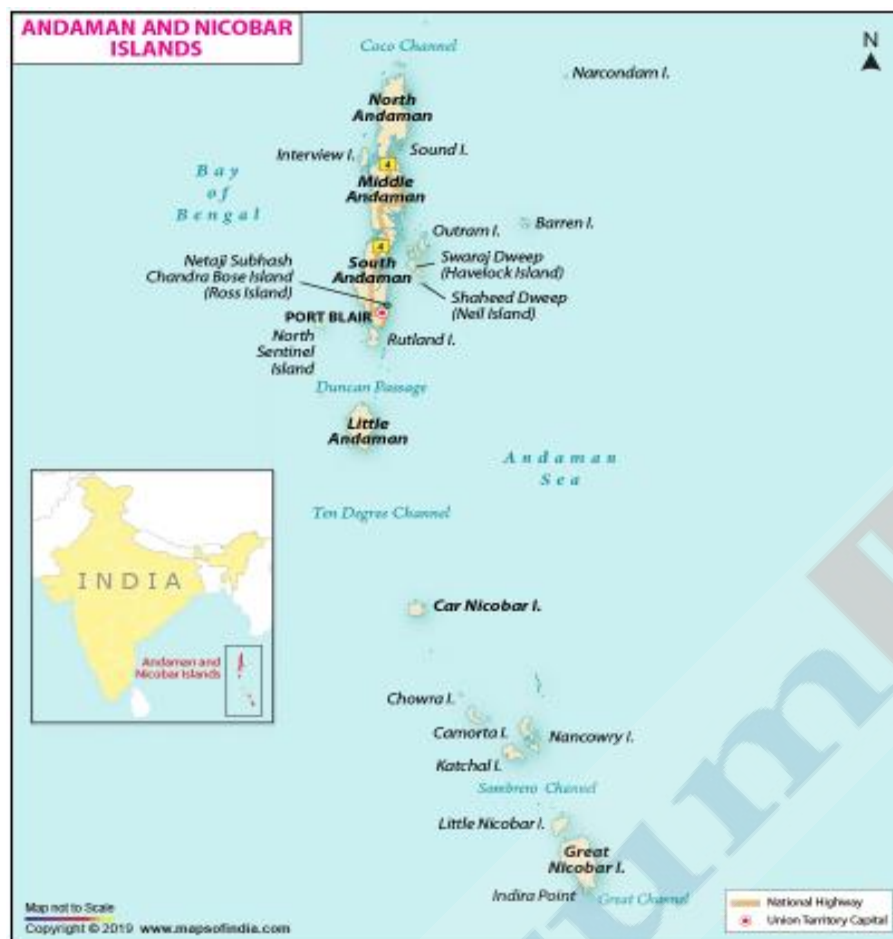 ANDAMAN AND NICOBAR
ISLANDS
N
Coco Channel
Narcondam I.
North
Andaman
Interview I.
Sound I.
4
Middle
Andaman
Bay
of
Bengal
Outram I.
Barren I.
4
Netaji Subhash
Chandra Bose Island
(Ross Island)
South
Andaman
Swaraj Dweep
(Havelock Island)
Shaheed Dweep
(Neil Island)
PORT BLAIR
North
Sentinel
Island
Rutland I.
Duncan Passage
Little
Andaman
Andaman
Sea
Ten Degree Channel
INDIA
Andaman and
Nicobar Islands
Car Nicobar I.
Chowra I.
Camorta I.
Nancowry I.
Katchal I.
Sombrero Channel
Little Nicobar I.
Great
Nicobar I.
Indira Point
Great Channel
Map not to Scale
Copyright © 2019 www.mapsofindia.com
National Highway
Union Territory Capital